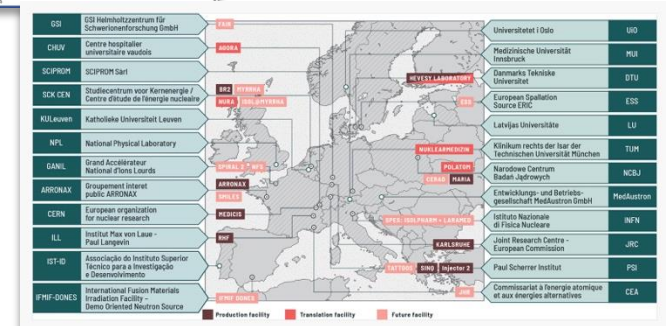 GSI
GSI Helmholtzzentrum für
Schwerionenforschung GmbH
CHUV
Centre hospitalier
universitaire vaudois
SCIPROM
SCIPROM Sàrl
SCK CEN
Studiecentrum voor Kernenergie /
Centre d'étude de l'énergie nucléaire
KULeuven
Katholieke Universiteit Leuven
NPL
National Physical Laboratory
GANIL
Grand Accélérateur
National d'Ions Lourds
ARRONAX
Groupement interet
public ARRONAX
CERN
European organization
for nuclear research
ILL
Institut Max von Laue -
Paul Langevin
IST-ID
Associação do Instituto Superior
Técnico para a Investigação
e Desenvolvimento
IFMIF-DONES
International Fusion Materials
Irradiation Facility -
Demo Oriented Neutron Source
FAIR
AGORA
BR2 MYRRHA
NURA ISOL@MYRRHA
SPIRAL 2 NFS
ARRONAX
SMILES
MEDICIS
RHF
IFMIF DONES
HEVESY LABORATORY
ESS
NUKLEARMEDIZIN
POLATOM
CERAD MARIA
SPES: ISOLPHARM + LARAMED
KARLSRUHE
TATTOOS SINQ Injector 2
JHR
Universitetet i Oslo
UiO
Medizinische Universität
Innsbruck
MUI
Danmarks Tekniske
Universitet
DTU
European Spallation
Source ERIC
ESS
Latvijas Universitāte
LU
Klinikum rechts der Isar der
Technischen Universität München
TUM
Narodowe Centrum
Badań Jądrowych
NCBJ
Entwicklungs- und Betriebs-
gesellschaft MedAustron GmbH
MedAustron
Istituto Nazionale
di Fisica Nucleare
INFN
Joint Research Centre -
European Commission
JRC
Paul Scherrer Institut
PSI
Commissariat à l'energie atomique
et aux énergies alternatives
CEA
Production facility
Translation facility
Future facility